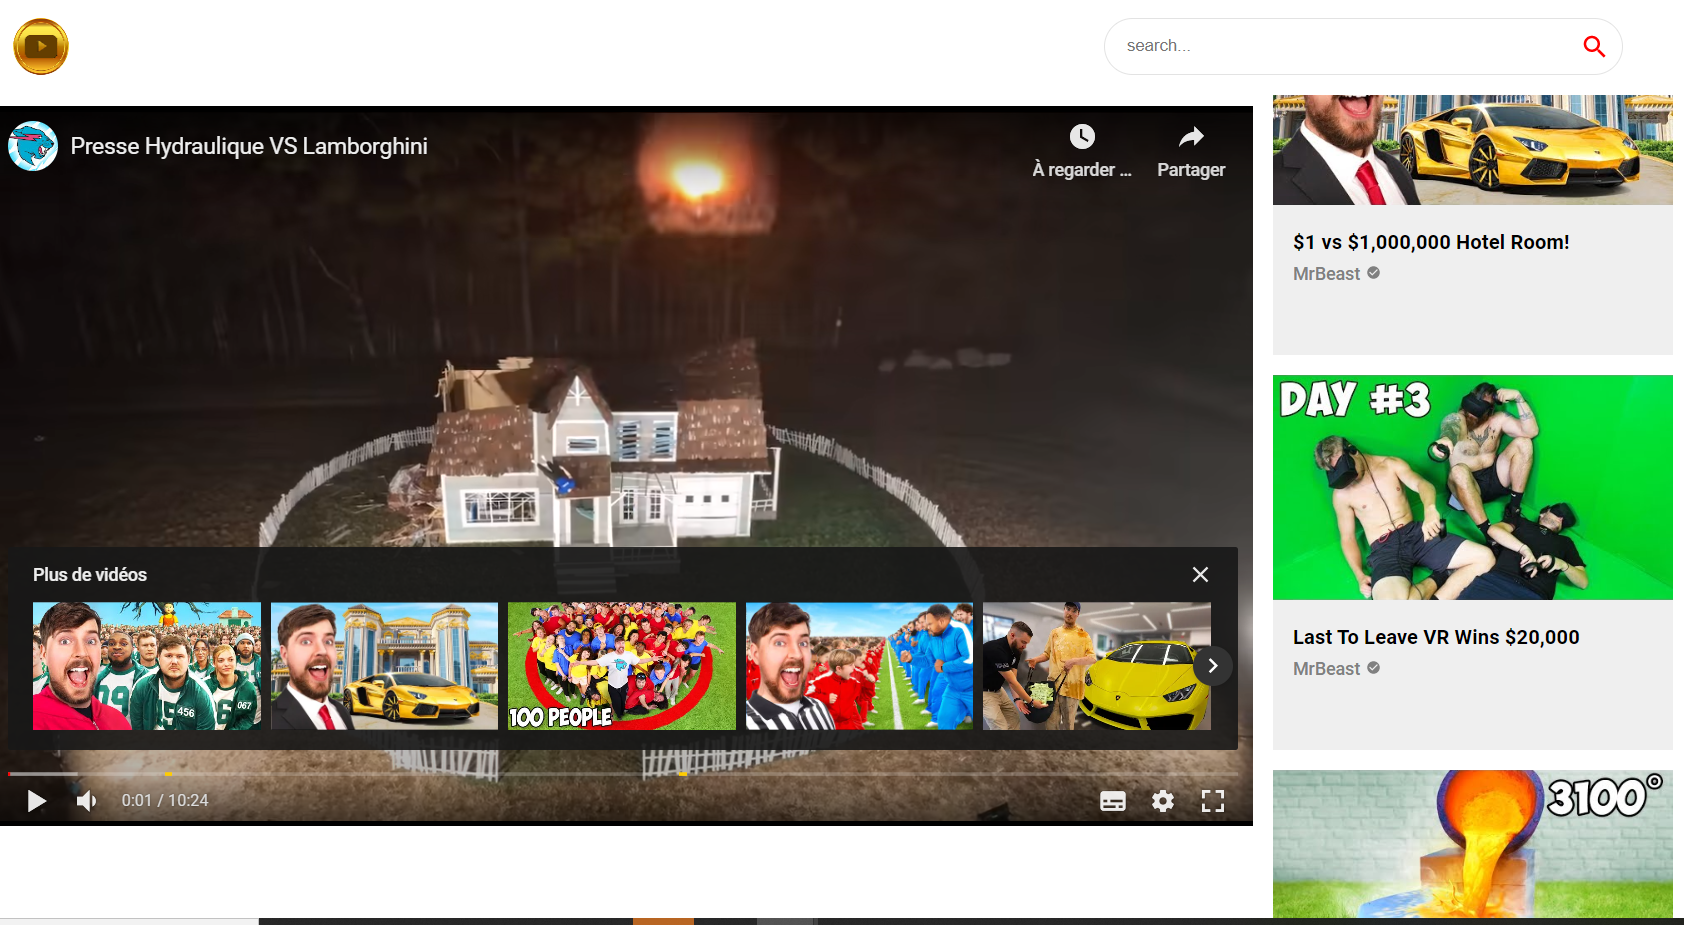 search...
Presse Hydraulique VS Lamborghini
À regarder ...
Partager
$1 vs $1,000,000 Hotel Room!
MrBeast
DAY #3
Last To Leave VR Wins $20,000
MrBeast
Plus de vidéos
456
067
100 PEOPLE
0:01 / 10:24
3100°